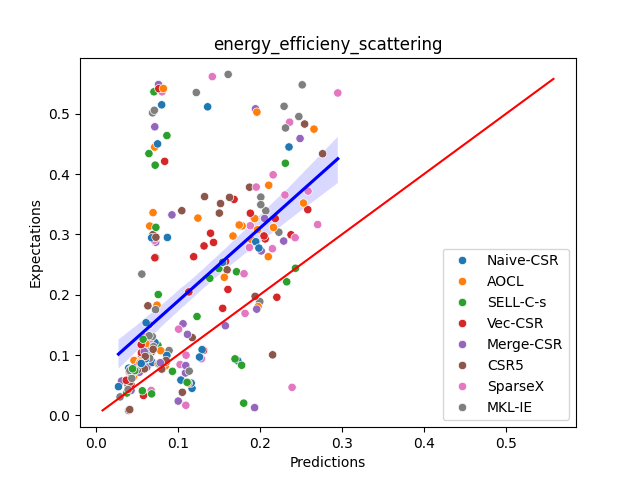 energy_efficieny_scattering
Expectations
0.5
0.4
0.3
0.2
0.1
0.0
Naive-CSR
AOCL
SELL-C-s
Vec-CSR
Merge-CSR
CSR5
SparseX
MKL-IE
0.0 0.1 0.2 0.3 0.4 0.5
Predictions